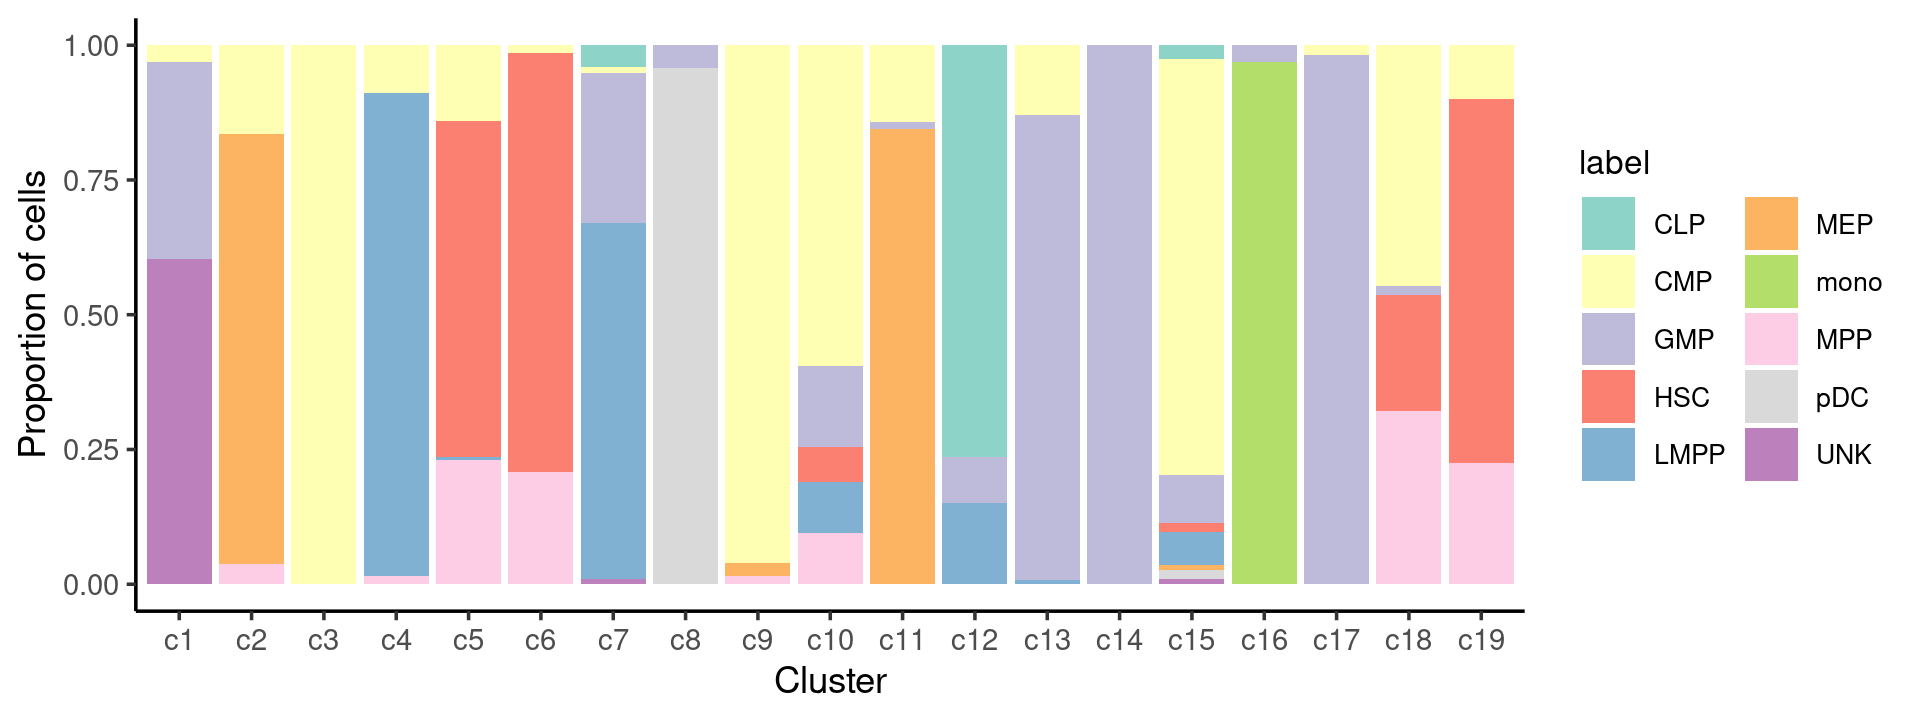 Proportion of cells
1.00
0.75
0.50
0.25
0.00
c1 c2 c3 c4 c5 c6 c7 c8 c9 c10 c11 c12 c13 c14 c15 c16 c17 c18 c19
Cluster
label
CLP MEP
CMP mono
GMP MPP
HSC pDC
LMPP UNK